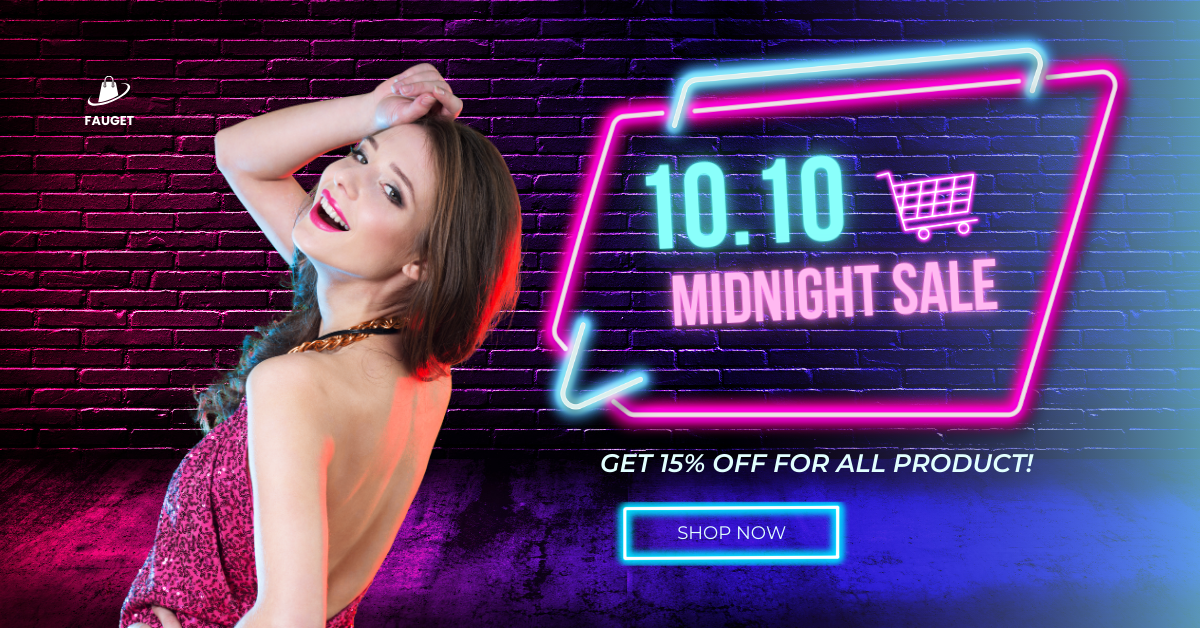 FAUGET
10.10
MIDNIGHT SALE
GET 15% OFF FOR ALL PRODUCT!
SHOP NOW